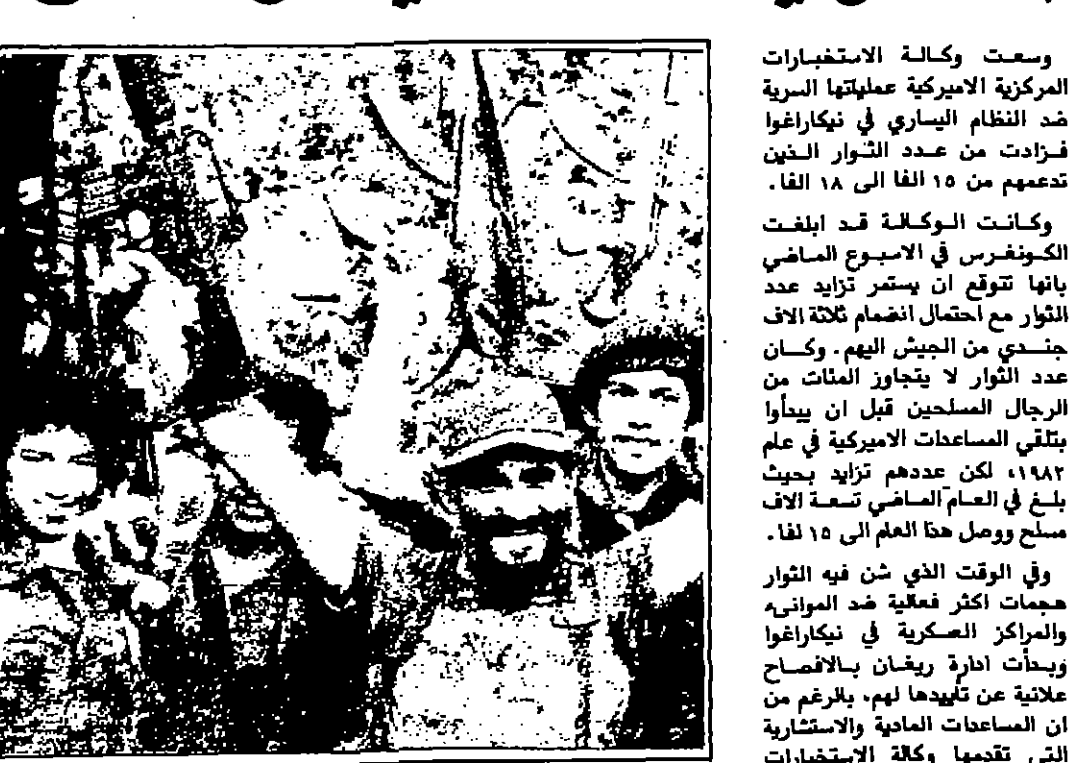 وسعت وكالة الاستخبارات
المركزية الاميركية عملياتها السرية
ضد النظام اليساري في نيكاراغوا
فزادت من عدد الثوار الذين
تدعمهم من ١٥ الفا الى ١٨ الفا.
وكانت الوكالة قد ابلغت
الكونغرس في الاسبوع الماضي
بانها تتوقع ان يستمر تزايد عدد
الثوار مع احتمال انضمام ثلاثة الاف
جندي من الجيش اليهم. وكان
عدد الثوار لا يتجاوز المئات من
الرجال المسلحين قبل ان يبدأوا
بتلقي المساعدات الاميركية في عام
١٩٨٢، لكن عددهم تزايد بحيث
بلغ في العام الماضي تسعة الاف
مسلح ووصل هذا العام الى ١٥ لفا.
وفي الوقت الذي شن فيه الثوار
هجمات اكثر فعالية ضد الموانىء
والمراكز العسكرية في نيكاراغوا
وبدأت ادارة ريغان بالافصاح
علانية عن تأييدها لهم، بالرغم من
ان المساعدات المادية والاستشارية
التي تقدمها وكالة الاستخبارات